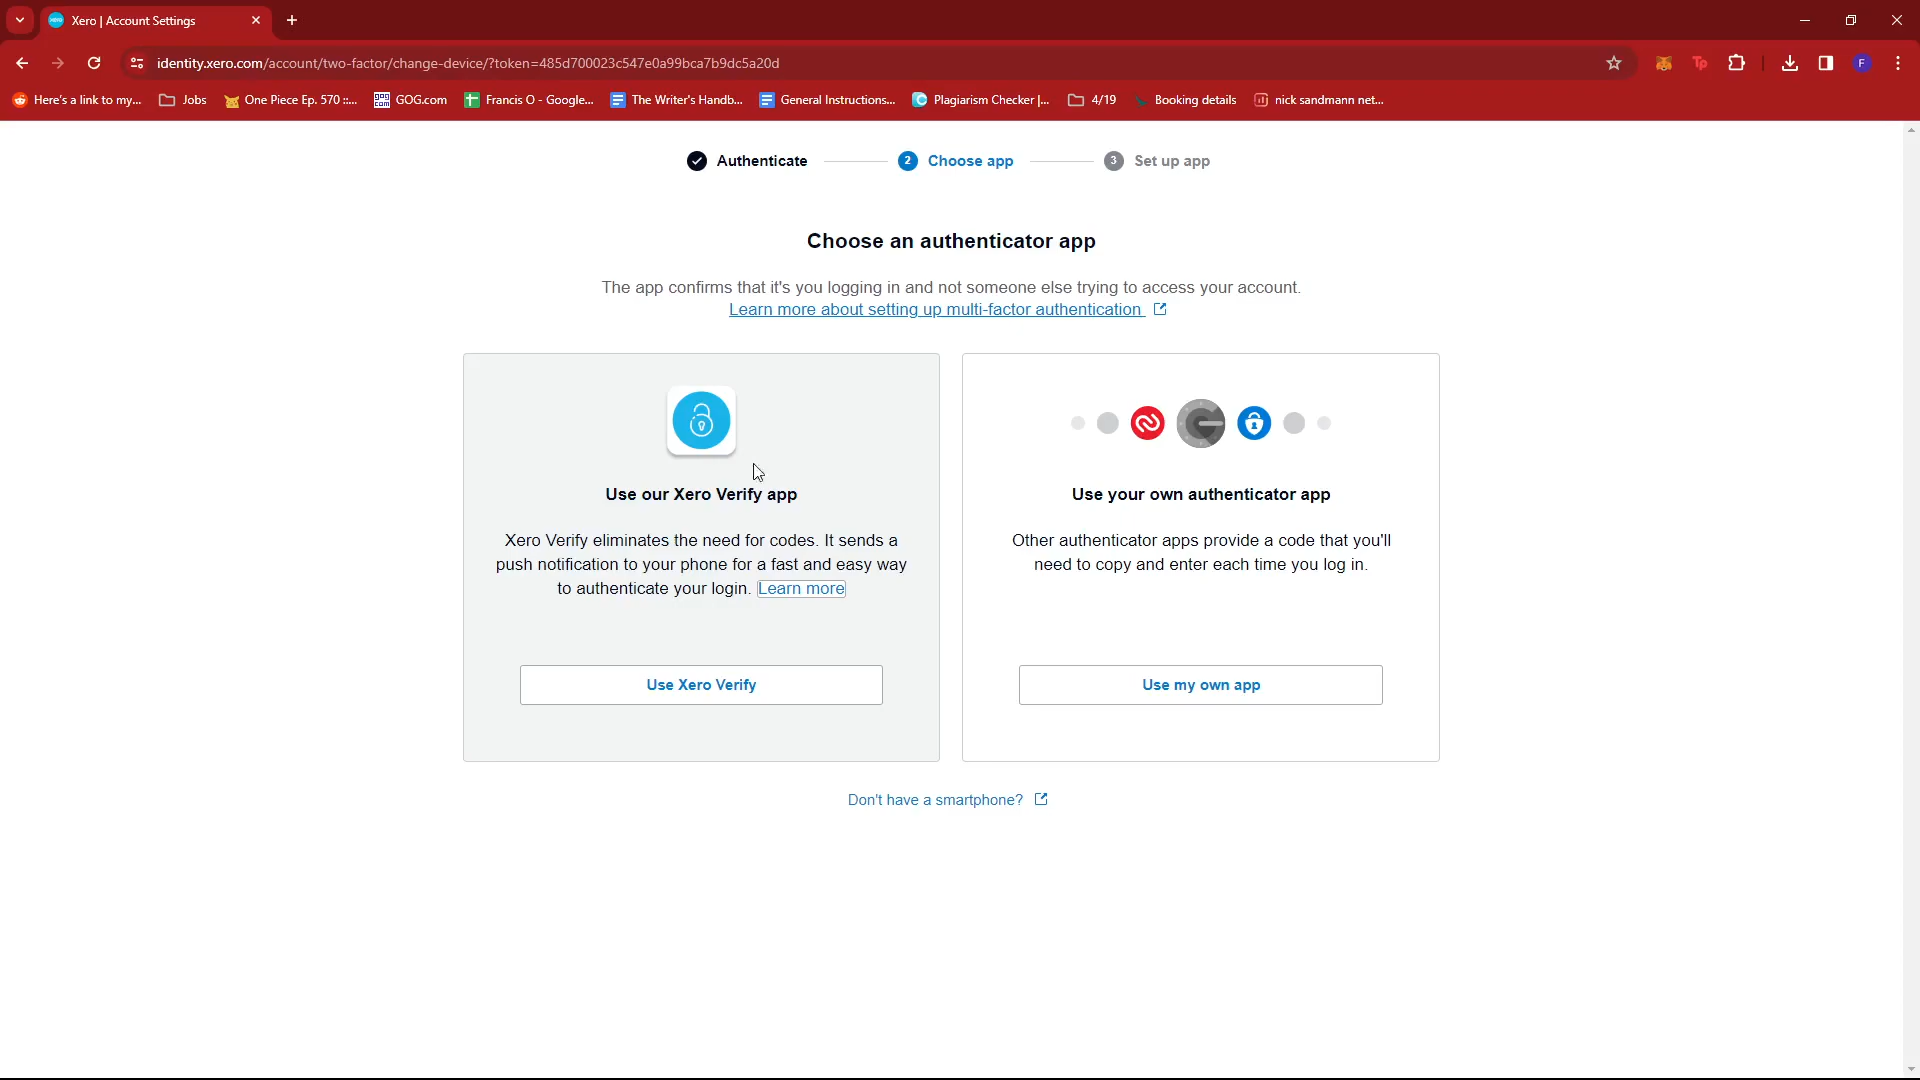 Xero | Account Settings
identity.xero.com/account/two-factor/change-device/?token=485d700023c547e0a99bca7b9dc5a20d
Tp
F
Here's a link to my...
Jobs
One Piece Ep. 570 ::...
GOG.com
Francis O - Google...
The Writer's Handb...
General Instructions...
Plagiarism Checker |...
4/19
Booking details
nick sandmann net...
Authenticate
2 Choose app
3 Set up app
Choose an authenticator app
The app confirms that it's you logging in and not someone else trying to access your account.
Learn more about setting up multi-factor authentication
Use our Xero Verify app
Xero Verify eliminates the need for codes. It sends a
push notification to your phone for a fast and easy way
to authenticate your login. Learn more
Use Xero Verify
Use your own authenticator app
Other authenticator apps provide a code that you'll
need to copy and enter each time you log in.
Use my own app
Don't have a smartphone?